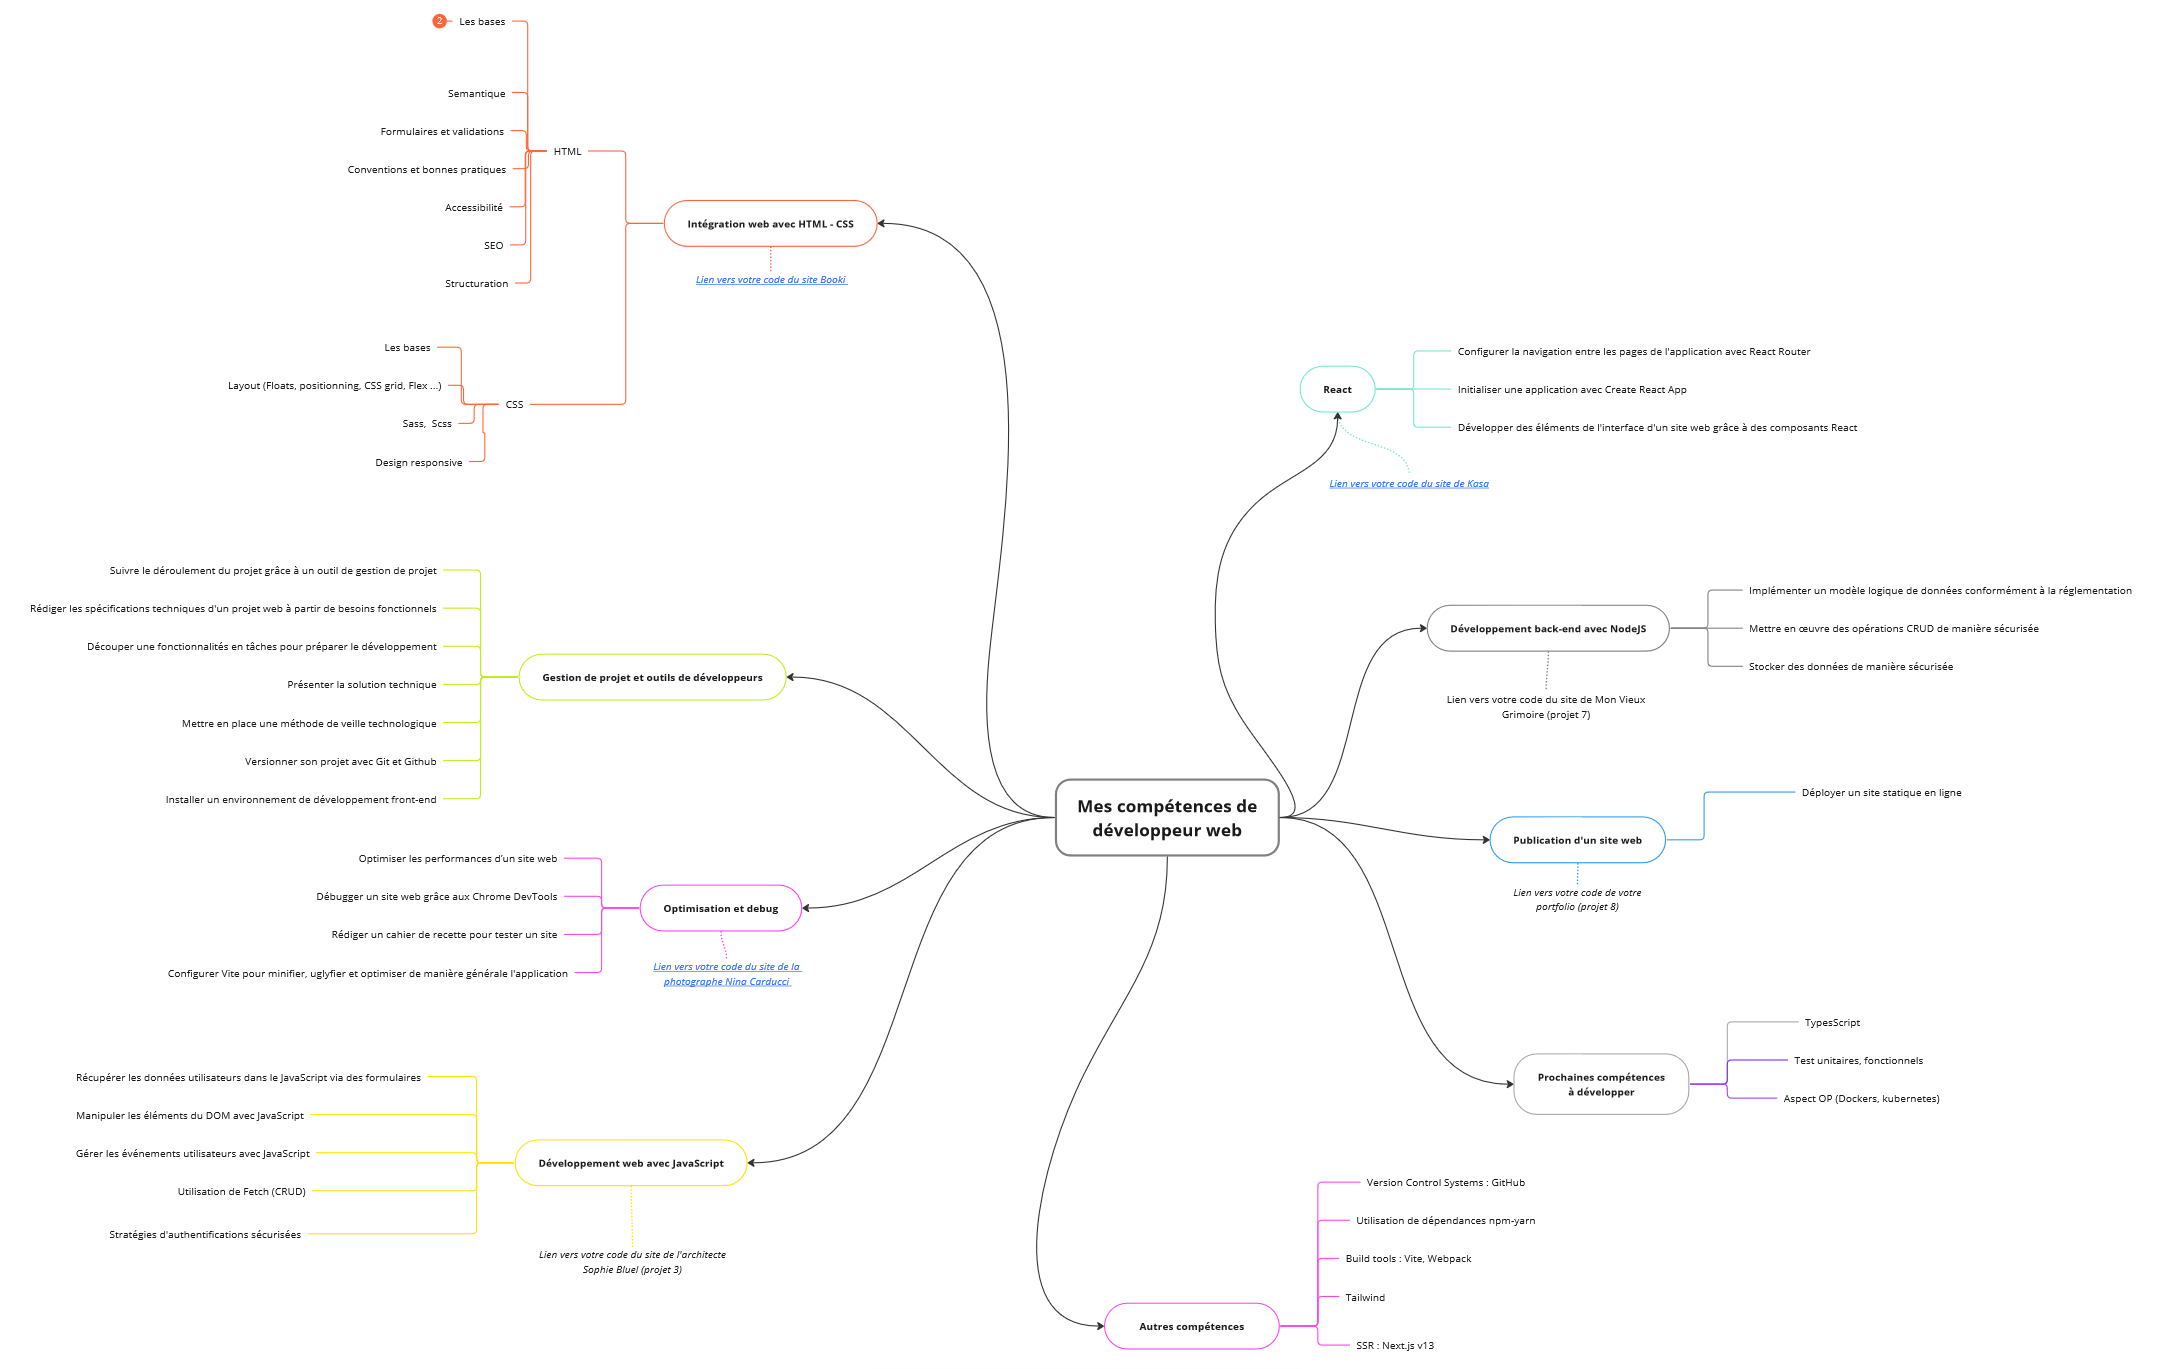 2
Les bases
Semantique
Formulaires et validations
HTML
Conventions et bonnes pratiques
Accessibilité
SEO
Structuration
Intégration web avec HTML - CSS
Lien vers votre code du site Booki
Les bases
Layout (Floats, positionning, CSS grid, Flex ...)
CSS
Sass,  Scss
Design responsive
Suivre le déroulement du projet grâce à un outil de gestion de projet
Rédiger les spécifications techniques d'un projet web à partir de besoins fonctionnels
Découper une fonctionnalités en tâches pour préparer le développement
Présenter la solution technique
Mettre en place une méthode de veille technologique
Versionner son projet avec Git et Github
Installer un environnement de développement front-end
Gestion de projet et outils de développeurs
Optimiser les performances d’un site web
Débugger un site web grâce aux Chrome DevTools
Rédiger un cahier de recette pour tester un site
Configurer Vite pour minifier, uglyfier et optimiser de manière générale l'application
Optimisation et debug
Lien vers votre code du site de la
photographe Nina Carducci
Récupérer les données utilisateurs dans le JavaScript via des formulaires
Manipuler les éléments du DOM avec JavaScript
Gérer les événements utilisateurs avec JavaScript
Utilisation de Fetch (CRUD)
Stratégies d'authentifications sécurisées
Développement web avec JavaScript
Lien vers votre code du site de l'architecte
Sophie Bluel (projet 3)
Mes compétences de
développeur web
React
Configurer la navigation entre les pages de l'application avec React Router
Initialiser une application avec Create React App
Développer des éléments de l'interface d'un site web grâce à des composants React
Lien vers votre code du site de Kasa
Développement back-end avec NodeJS
Implémenter un modèle logique de données conformément à la réglementation
Mettre en œuvre des opérations CRUD de manière sécurisée
Stocker des données de manière sécurisée
Lien vers votre code du site de Mon Vieux
Grimoire (projet 7)
Publication d'un site web
Déployer un site statique en ligne
Lien vers votre code de votre
portfolio (projet 8)
Prochaines compétences
à développer
TypesScript
Test unitaires, fonctionnels
Aspect OP (Dockers, kubernetes)
Autres compétences
Version Control Systems : GitHub
Utilisation de dépendances npm-yarn
Build tools : Vite, Webpack
Tailwind
SSR : Next.js v13